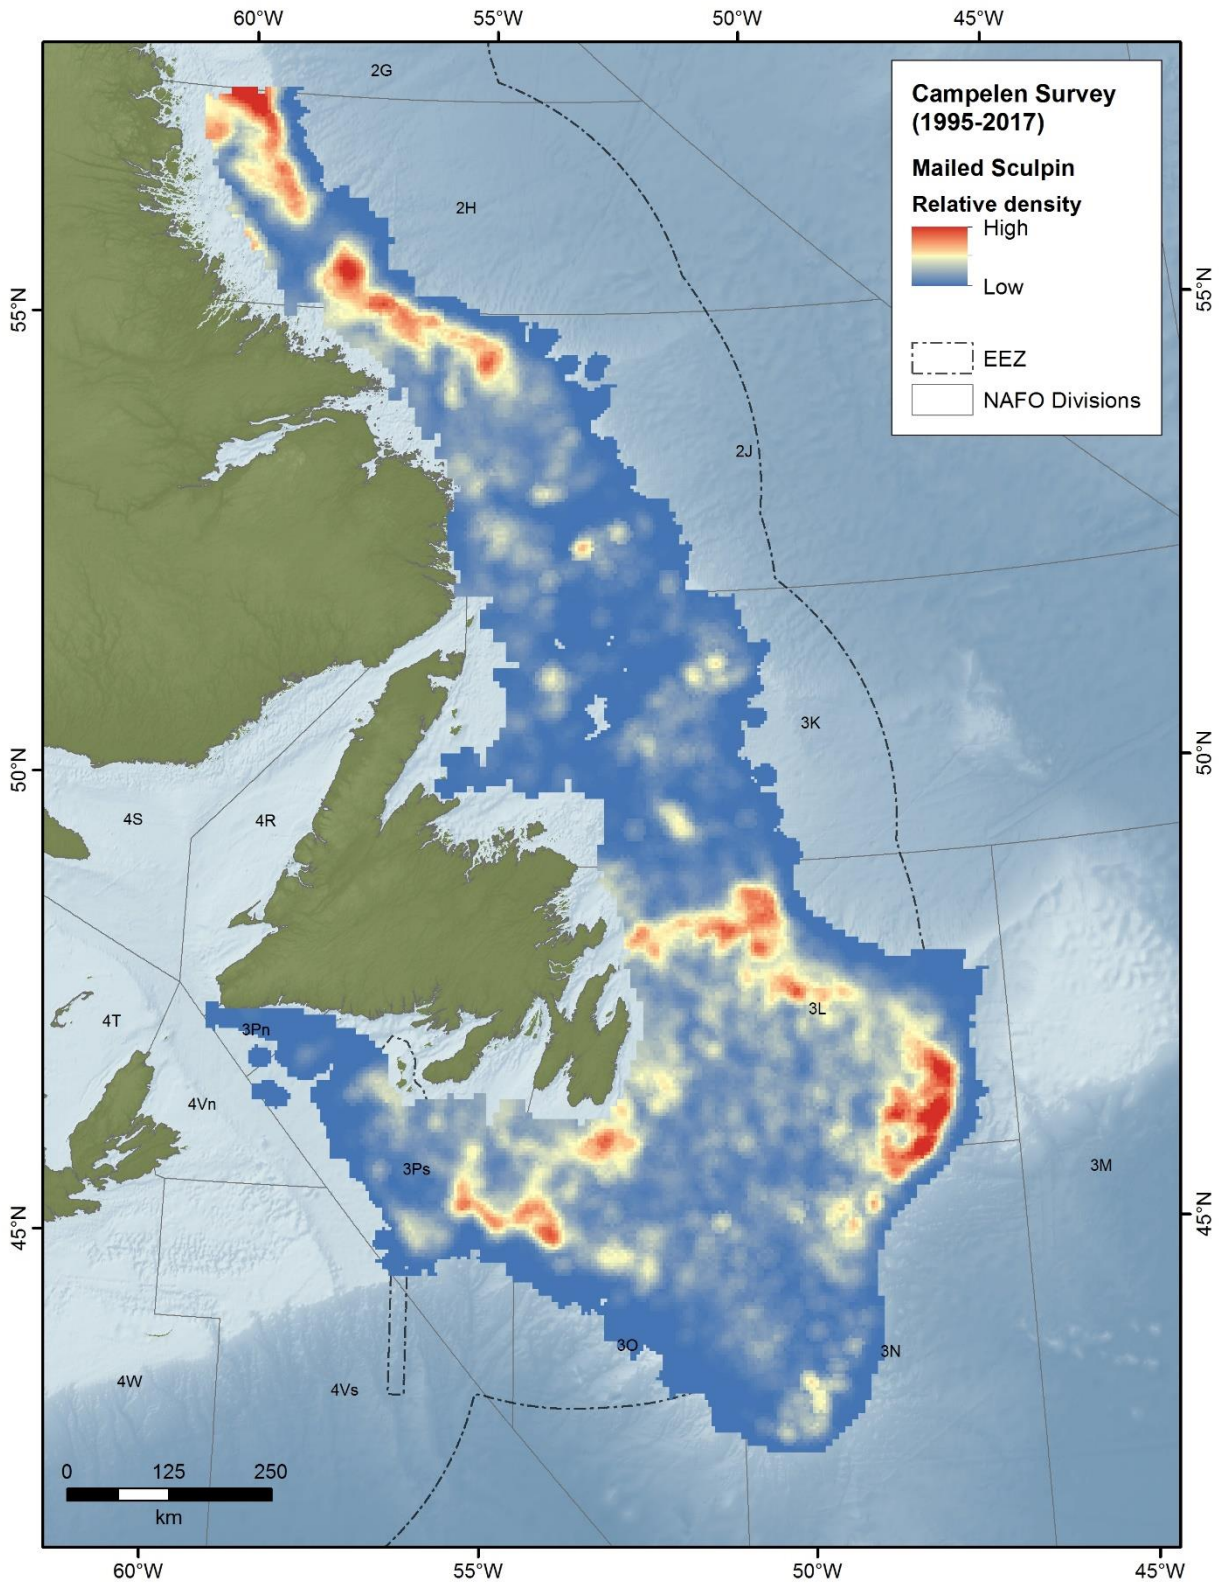 60°W 55°W 50°W 45°W
2G
Campelen Survey
(1995-2017)
Mailed Sculpin
Relative density
High
Low
EEZ
NAFO Divisions
2H
55°N
55°N
2J
3K
50°N
50°N
4S
4R
3L
4T
3Pn
4Vn
3Ps
3M
45°N
45°N
3O
3N
4W
4Vs
0 125 250
km
60°W 55°W 50°W 45°W